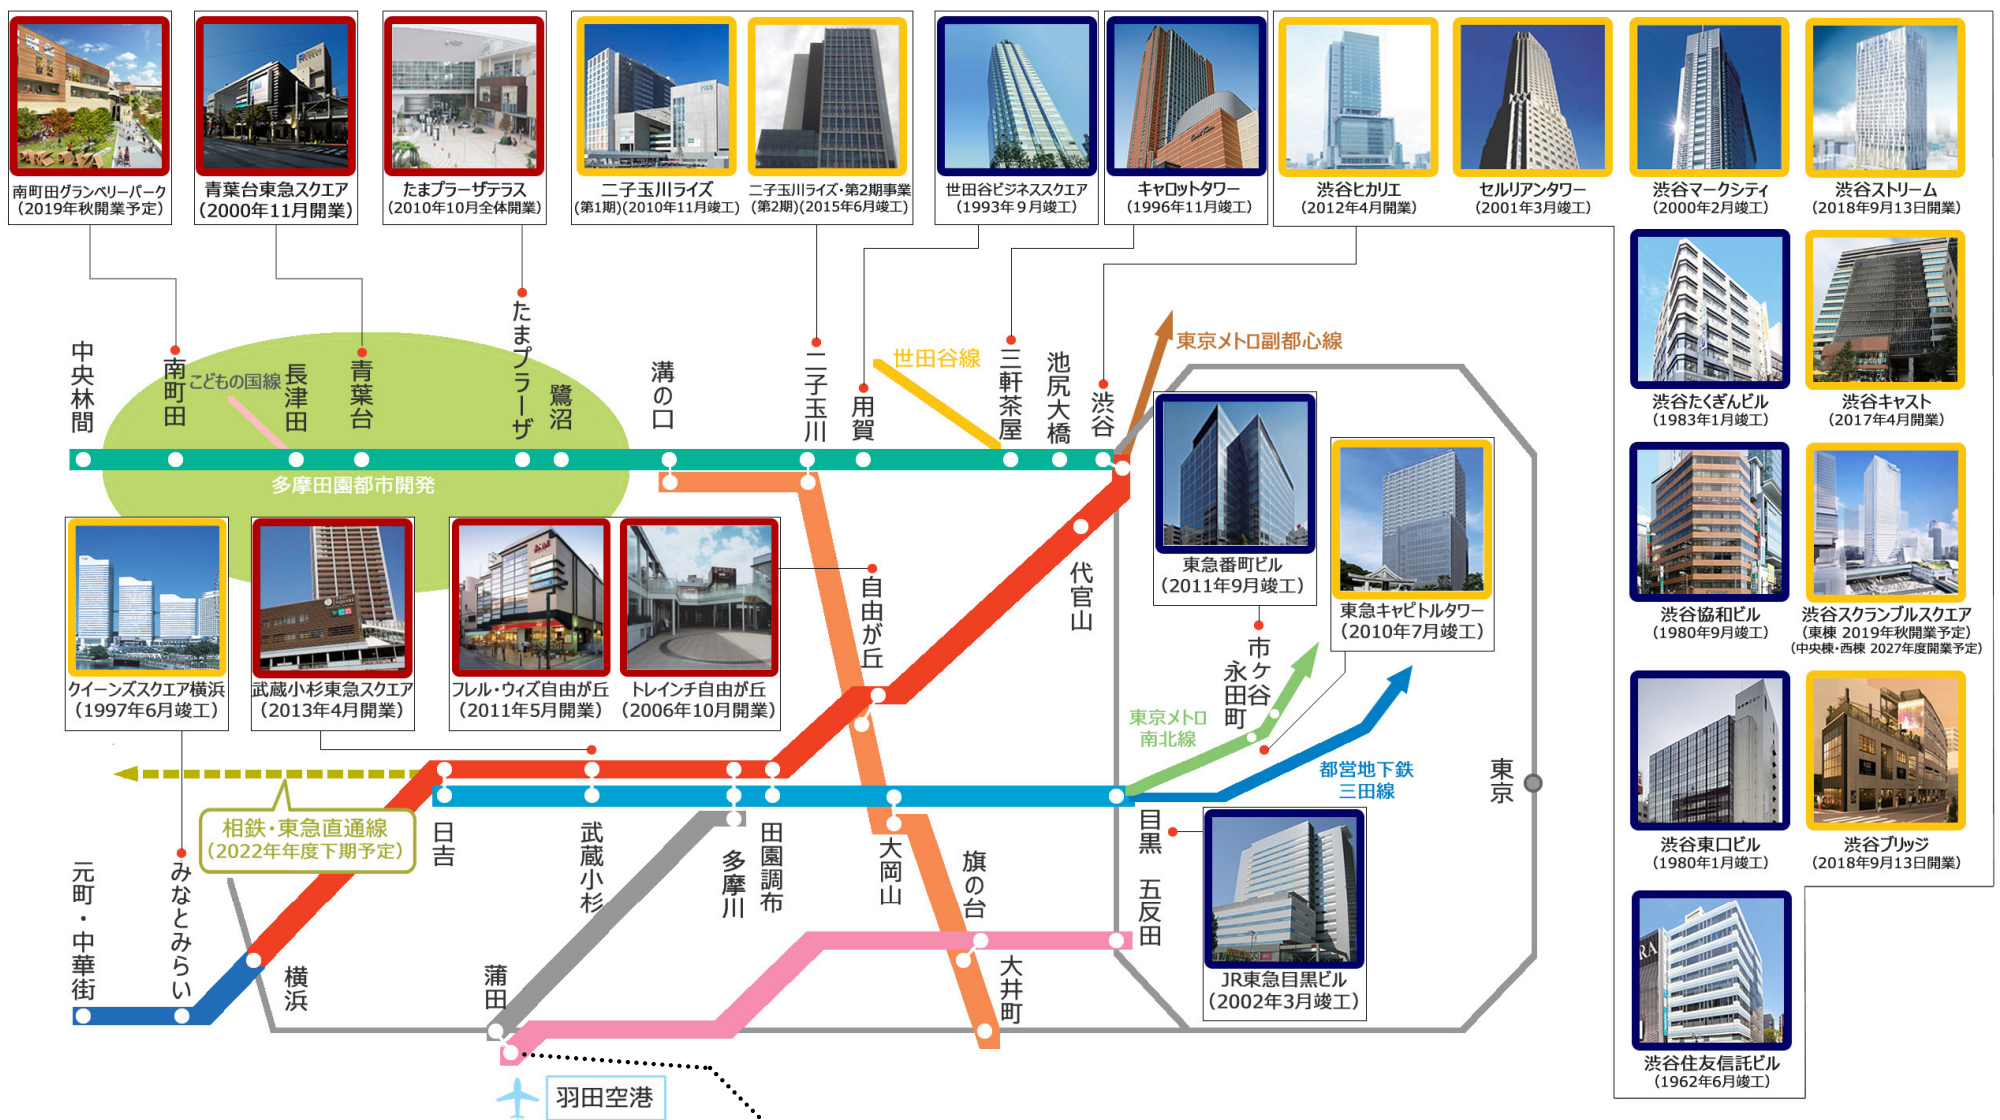 南町田グランベリーパーク
(2019年秋開業予定)
青葉台東急スクエア
(2000年11月開業)
たまプラーザテラス
(2010年10月全体開業)
二子玉川ライズ
(第1期)(2010年11月竣工)
二子玉川ライズ・第2期事業
(第2期)(2015年6月竣工)
世田谷ビジネススクエア
(1993年9月竣工)
キャロットタワー
(1996年11月竣工)
渋谷ヒカリエ
(2012年4月開業)
セルリアンタワー
(2001年3月竣工)
渋谷マークシティ
(2000年2月竣工)
渋谷ストリーム
(2018年9月13日開業)
渋谷たくぎんビル
(1983年1月竣工)
渋谷キャスト
(2017年4月開業)
渋谷協和ビル
(1980年9月竣工)
渋谷スクランブルスクエア
(東棟 2019年秋開業予定)
(中央棟・西棟 2027年度開業予定)
渋谷東口ビル
(1980年1月竣工)
渋谷ブリッジ
(2018年9月13日開業)
渋谷住友信託ビル
(1962年6月竣工)
中央林間
南町田
こどもの国線
長津田
青葉台
たまプラーザ
鷺沼
溝の口
二子玉川
用賀
世田谷線
三軒茶屋
池尻大橋
渋谷
東京メトロ副都心線
多摩田園都市開発
クイーンズスクエア横浜
(1997年6月竣工)
武蔵小杉東急スクエア
(2013年4月開業)
フレル・ウィズ自由が丘
(2011年5月開業)
トレインチ自由が丘
(2006年10月開業)
自由が丘
代官山
東急番町ビル
(2011年9月竣工)
東急キャピトルタワー
(2010年7月竣工)
市ヶ谷
永田町
東京メトロ
南北線
都営地下鉄
三田線
東京
相鉄・東急直通線
(2022年年度下期予定)
日吉
武蔵小杉
多摩川
田園調布
大岡山
旗の台
目黒
五反田
JR東急目黒ビル
(2002年3月竣工)
元町・中華街
みなとみらい
横浜
蒲田
大井町
羽田空港